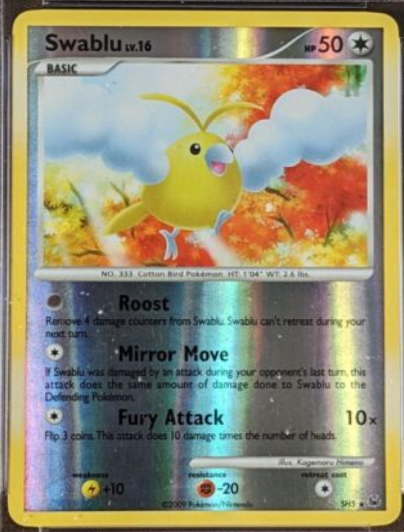 Swablu LV.16 HP 50
BASIC
NO. 333 Cotton Bird Pokémon HT: 1'04" WT: 2.6 lbs.
Roost
Remove 4 damage counters from Swablu. Swablu can't retreat during your
next turn.
Mirror Move
If Swablu was damaged by an attack during your opponent's last turn, this
attack does the same amount of damage done to Swablu to the
Defending Pokémon.
Fury Attack 10×
Flip 3 coins. This attack does 10 damage times the number of heads.
Illus. Kagemaru Himeno
weakness resistance retreat cost
+10 -20
©2009 Pokémon/Nintendo SH5